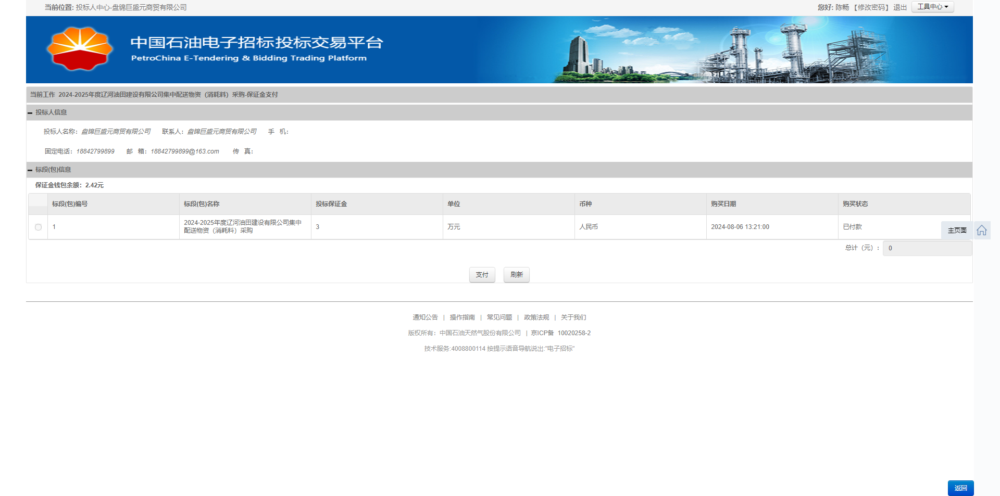 当前位置: 投标人中心-盘锦巨盛元商贸有限公司
您好: 陈畅 【修改密码】 退出 工具中心
中国石油电子招标投标交易平台
PetroChina E-Tendering & Bidding Trading Platform
当前工作 2024-2025年度辽河油田建设有限公司集中配送物资（消耗料）采购-保证金支付
投标人信息
投标人名称: 盘锦巨盛元商贸有限公司 联系人: 盘锦巨盛元商贸有限公司 手 机:
固定电话: 18842799899 邮 箱: 18842799899@163.com 传 真:
标段(包)信息
保证金钱包余额: 2.42元
标段(包)编号 标段(包)名称 投标保证金 单位 币种 购买日期 购买状态
1 2024-2025年度辽河油田建设有限公司集中 3 万元 人民币 2024-08-06 13:21:00 已付款
配送物资（消耗料）采购
主页面
总计（元）: 0
支付 刷新
通知公告 | 操作指南 | 常见问题 | 政策法规 | 关于我们
版权所有: 中国石油天然气股份有限公司 | 京ICP备 10020258-2
技术服务:4008800114 按提示语音导航说出:"电子招标"
返回